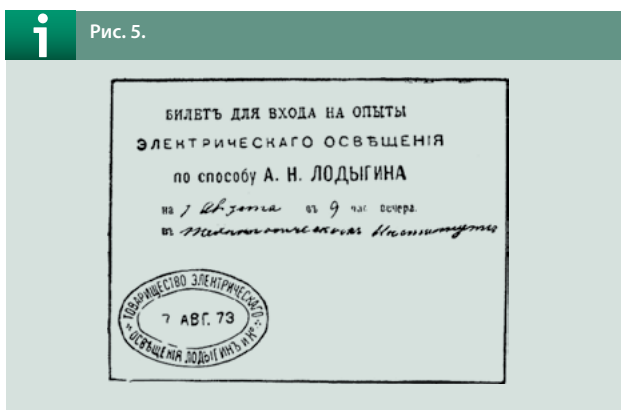 i
Рис. 5.
БИЛЕТЪ ДЛЯ ВХОДА НА ОПЫТЫ
ЭЛЕКТРИЧЕСКАГО ОСВѢЩЕНІЯ
по способу А. Н. ЛОДЫГИНА
на 7 Августа въ 9 час вечера.
въ Технологическомъ Институтѣ
ТОВАРИЩЕСТВО ЭЛЕКТРИЧЕСКАГО
7 АВГ. 73
ОСВѢЩЕНІЯ ЛОДЫГИНЪ И К°